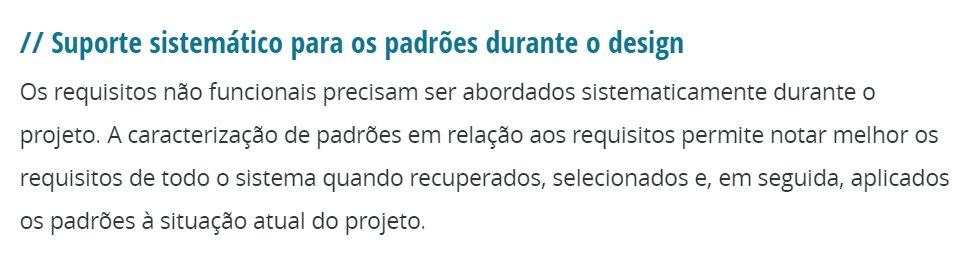 // Suporte sistemático para os padrões durante o design
Os requisitos não funcionais precisam ser abordados sistematicamente durante o
projeto. A caracterização de padrões em relação aos requisitos permite notar melhor os
requisitos de todo o sistema quando recuperados, selecionados e, em seguida, aplicados
os padrões à situação atual do projeto.